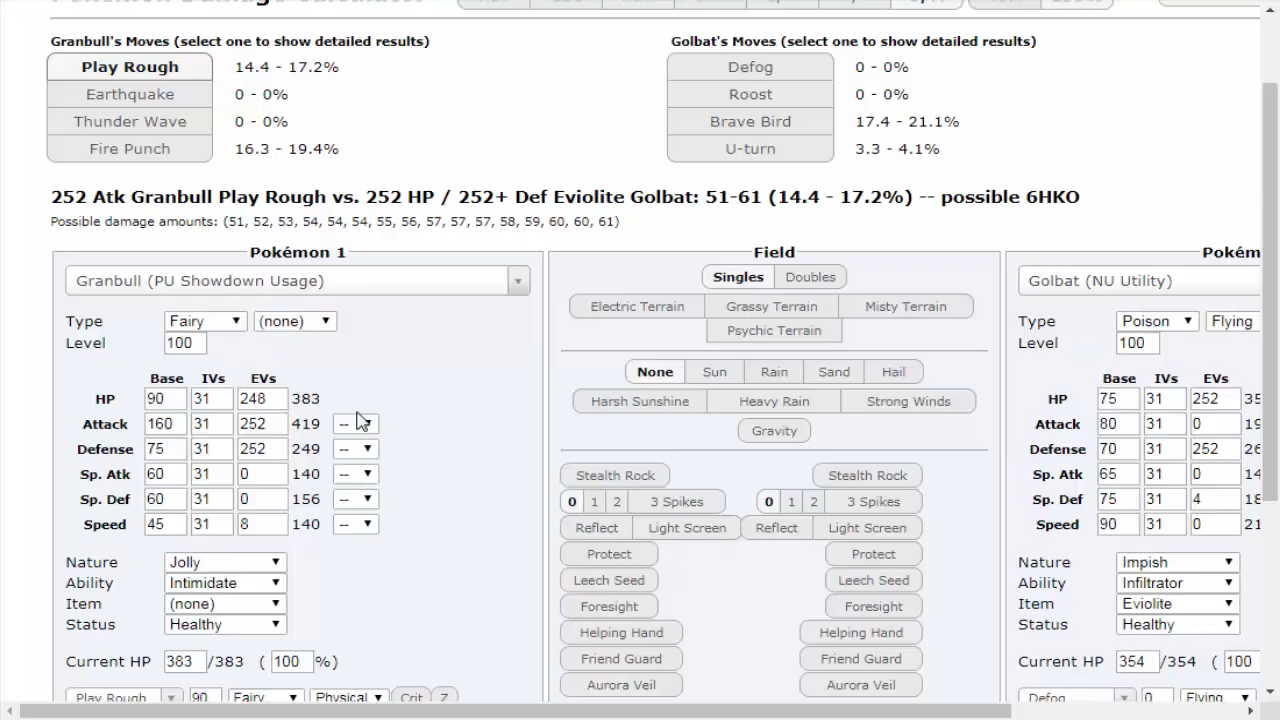 Granbull's Moves (select one to show detailed results) Golbat's Moves (select one to show detailed results)
Play Rough 14.4 - 17.2% Defog 0 - 0%
Earthquake 0 - 0% Roost 0 - 0%
Thunder Wave 0 - 0% Brave Bird 17.4 - 21.1%
Fire Punch 16.3 - 19.4% U-turn 3.3 - 4.1%
252 Atk Granbull Play Rough vs. 252 HP / 252+ Def Eviolite Golbat: 51-61 (14.4 - 17.2%) -- possible 6HKO
Possible damage amounts: (51, 52, 53, 54, 54, 54, 55, 56, 57, 57, 57, 58, 59, 60, 60, 61)
Pokémon 1
Granbull (PU Showdown Usage)
Type Fairy (none)
Level 100
Base IVs EVs
HP 90 31 248 383
Attack 160 31 252 419 --
Defense 75 31 252 249 --
Sp. Atk 60 31 0 140 --
Sp. Def 60 31 0 156 --
Speed 45 31 8 140 --
Nature Jolly
Ability Intimidate
Item (none)
Status Healthy
Current HP 383 /383 ( 100 %)
Play Rough 90 Fairy Physical Crit Z
Field
Singles Doubles
Electric Terrain Grassy Terrain Misty Terrain
Psychic Terrain
None Sun Rain Sand Hail
Harsh Sunshine Heavy Rain Strong Winds
Gravity
Stealth Rock Stealth Rock
0 1 2 3 Spikes 0 1 2 3 Spikes
Reflect Light Screen Reflect Light Screen
Protect Protect
Leech Seed Leech Seed
Foresight Foresight
Helping Hand Helping Hand
Friend Guard Friend Guard
Aurora Veil Aurora Veil
Golbat (NU Utility)
Type Poison Flying
Level 100
Base IVs EVs
HP 75 31 252
Attack 80 31 0
Defense 70 31 252
Sp. Atk 65 31 0
Sp. Def 75 31 4
Speed 90 31 0
Nature Impish
Ability Infiltrator
Item Eviolite
Status Healthy
Current HP 354 /354 ( 100
Defog 0 Flying